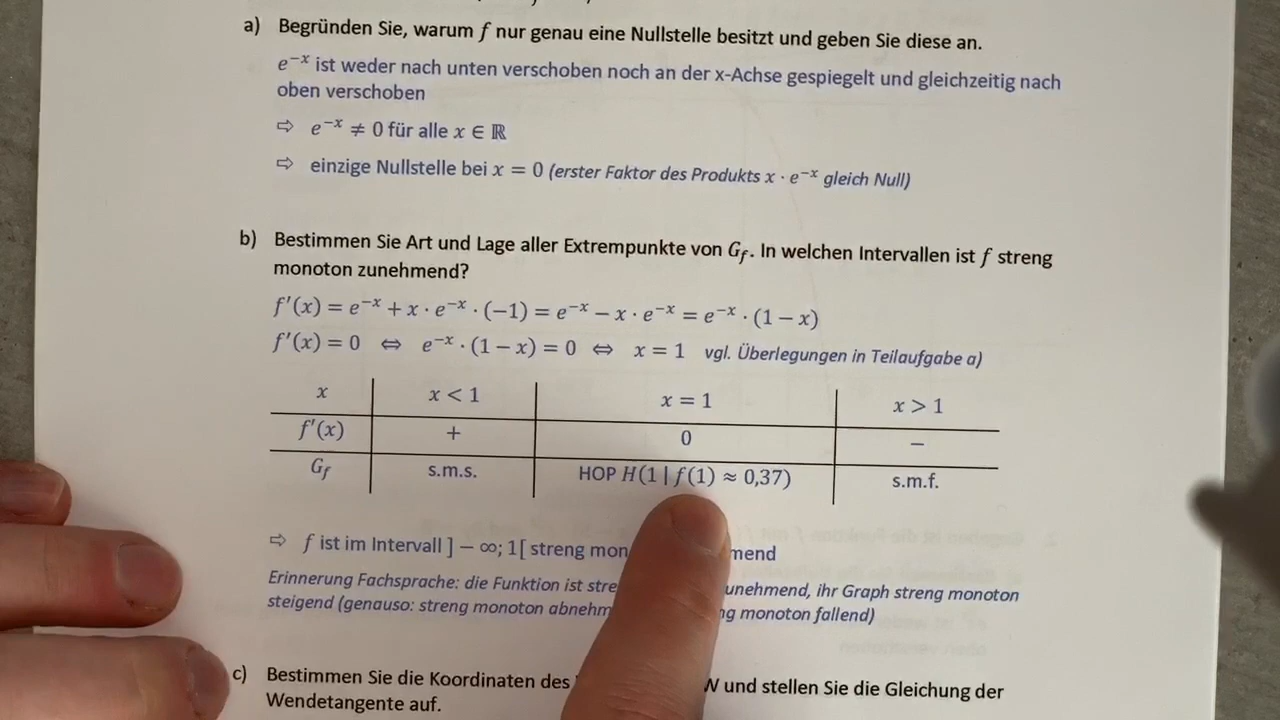 a) Begründen Sie, warum f nur genau eine Nullstelle besitzt und geben Sie diese an.
e⁻ˣ ist weder nach unten verschoben noch an der x-Achse gespiegelt und gleichzeitig nach
oben verschoben
⇨ e⁻ˣ ≠ 0 für alle x ∈ ℝ
⇨ einzige Nullstelle bei x = 0 (erster Faktor des Produkts x · e⁻ˣ gleich Null)
b) Bestimmen Sie Art und Lage aller Extrempunkte von G_f. In welchen Intervallen ist f streng
monoton zunehmend?
f'(x) = e⁻ˣ + x · e⁻ˣ · (−1) = e⁻ˣ − x · e⁻ˣ = e⁻ˣ · (1 − x)
f'(x) = 0 ⇔ e⁻ˣ · (1 − x) = 0 ⇔ x = 1 vgl. Überlegungen in Teilaufgabe a)
x x < 1 x = 1 x > 1
f'(x) + 0 −
G_f s.m.s. HOP H(1 | f(1) ≈ 0,37) s.m.f.
⇨ f ist im Intervall ] − ∞; 1[ streng mon mend
Erinnerung Fachsprache: die Funktion ist stre unehmend, ihr Graph streng monoton
steigend (genauso: streng monoton abnehm ng monoton fallend)
c) Bestimmen Sie die Koordinaten des W und stellen Sie die Gleichung der
Wendetangente auf.